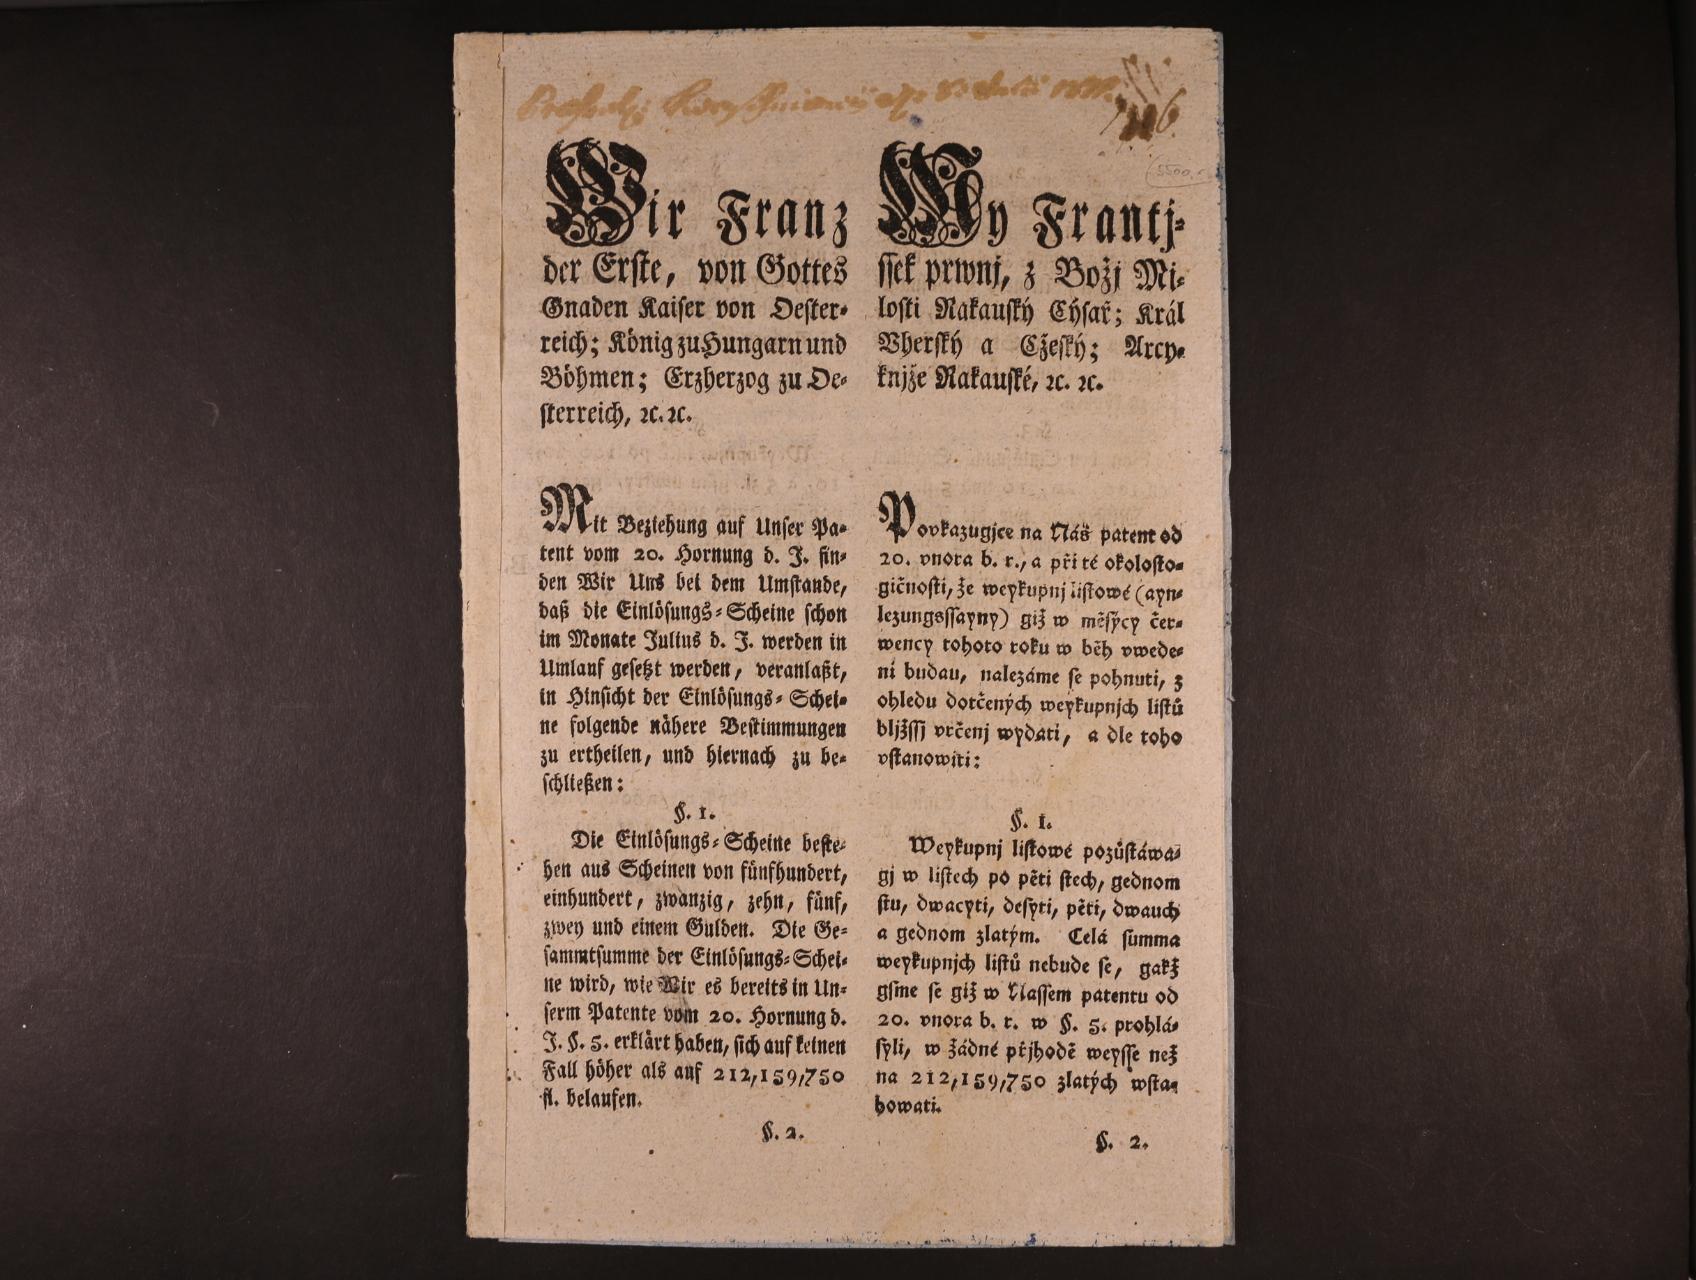 Wir Franz
der Erste, von Gottes
Gnaden Kaiser von Oester-
reich; König zu Hungarn und
Böhmen; Erzherzog zu Oe-
sterreich, ꝛc. ꝛc.
Mit Beziehung auf Unser Pa-
tent vom 20. Hornung d. J. fin-
den Wir Uns bei dem Umstande,
daß die Einlösungs-Scheine schon
im Monate Julius d. J. werden in
Umlauf gesetzt werden, veranlaßt,
in Hinsicht der Einlösungs-Schei-
ne folgende nähere Bestimmungen
zu ertheilen, und hiernach zu be-
schließen:
§. 1.
Die Einlösungs-Scheine beste-
hen aus Scheinen von fünfhundert,
einhundert, zwanzig, zehn, fünf,
zwey und einem Gulden. Die Ge-
sammtsumme der Einlösungs-Schei-
ne wird, wie Wir es bereits in Un-
serm Patente vom 20. Hornung d.
J. §. 5. erklärt haben, sich auf keinen
Fall höher als auf 212,159,750
fl. belaufen.
§. 2.
My Frantj-
ssek prwnj, z Božj Mi-
losti Rakauský Cýsař; Král
Vherský a Cžeský; Arcy-
knjže Rakauské, ꝛc. ꝛc.
Povkazugjce na Náš patent od
20. vnora b. r., a při té okolosto-
gičnosti, že weykupnj listowé (ayn-
lezungsssayny) giž w měsýcy čer-
wency tohoto roku w běh vwede-
ni budau, nalezáme se pohnuti, z
ohledu dotčených weykupnjch listů
bljžssj vrčenj wydati, a dle toho
vstanowiti:
§. 1.
Weykupnj listowé pozůstáwa-
gj w listech po pěti stech, gednom
stu, dwacyti, desyti, pěti, dwauch
a gednom zlatým. Celá summa
weykupnjch listů nebude se, gakž
gsme se giž w Nassem patentu od
20. vnora b. r. w §. 5. prohlá-
syli, w žádné přjhodě weysse než
na 212,159,750 zlatých wsta-
howati.
§. 2.